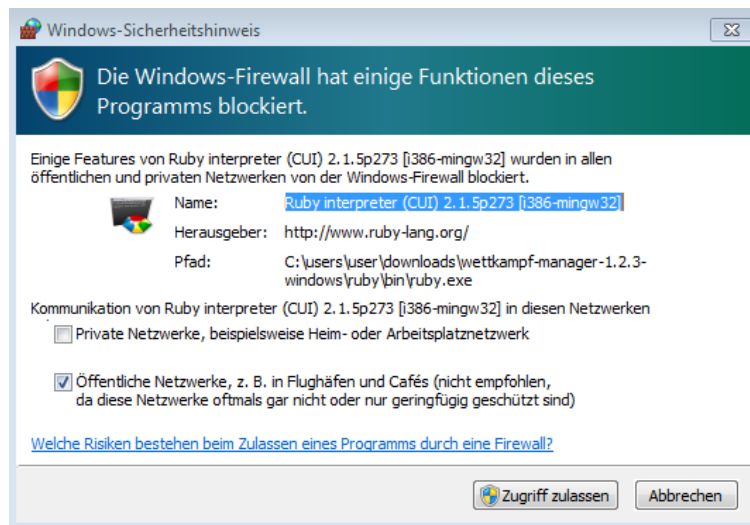 Windows-Sicherheitshinweis
Die Windows-Firewall hat einige Funktionen dieses
Programms blockiert.
Einige Features von Ruby interpreter (CUI) 2.1.5p273 [i386-mingw32] wurden in allen
öffentlichen und privaten Netzwerken von der Windows-Firewall blockiert.
Name: Ruby interpreter (CUI) 2.1.5p273 [i386-mingw32]
Herausgeber: http://www.ruby-lang.org/
Pfad: C:\users\user\downloads\wettkampf-manager-1.2.3-
windows\ruby\bin\ruby.exe
Kommunikation von Ruby interpreter (CUI) 2.1.5p273 [i386-mingw32] in diesen Netzwerken
Private Netzwerke, beispielsweise Heim- oder Arbeitsplatznetzwerk
Öffentliche Netzwerke, z. B. in Flughäfen und Cafés (nicht empfohlen,
da diese Netzwerke oftmals gar nicht oder nur geringfügig geschützt sind)
Welche Risiken bestehen beim Zulassen eines Programms durch eine Firewall?
Zugriff zulassen Abbrechen